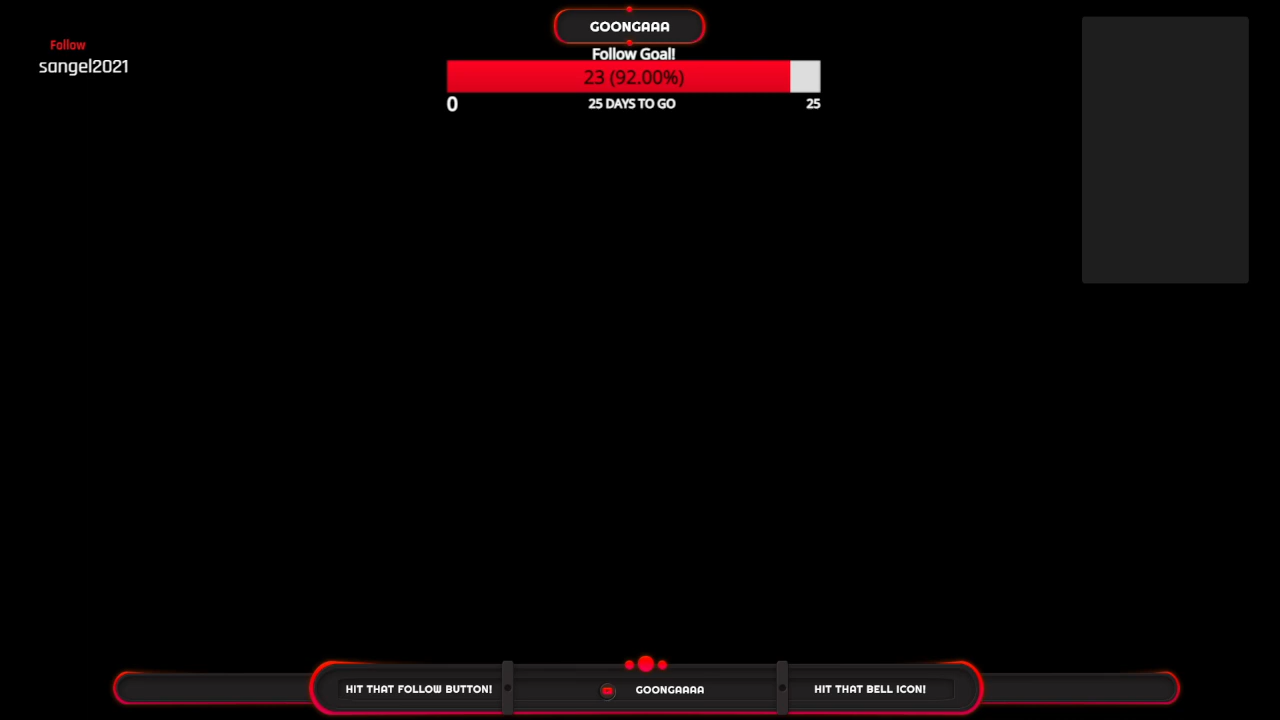 GOONGAAA
Follow
sangel2021
Follow Goal!
23 (92.00%)
0
25 DAYS TO GO
25
HIT THAT FOLLOW BUTTON!
GOONGAAAA
HIT THAT BELL ICON!